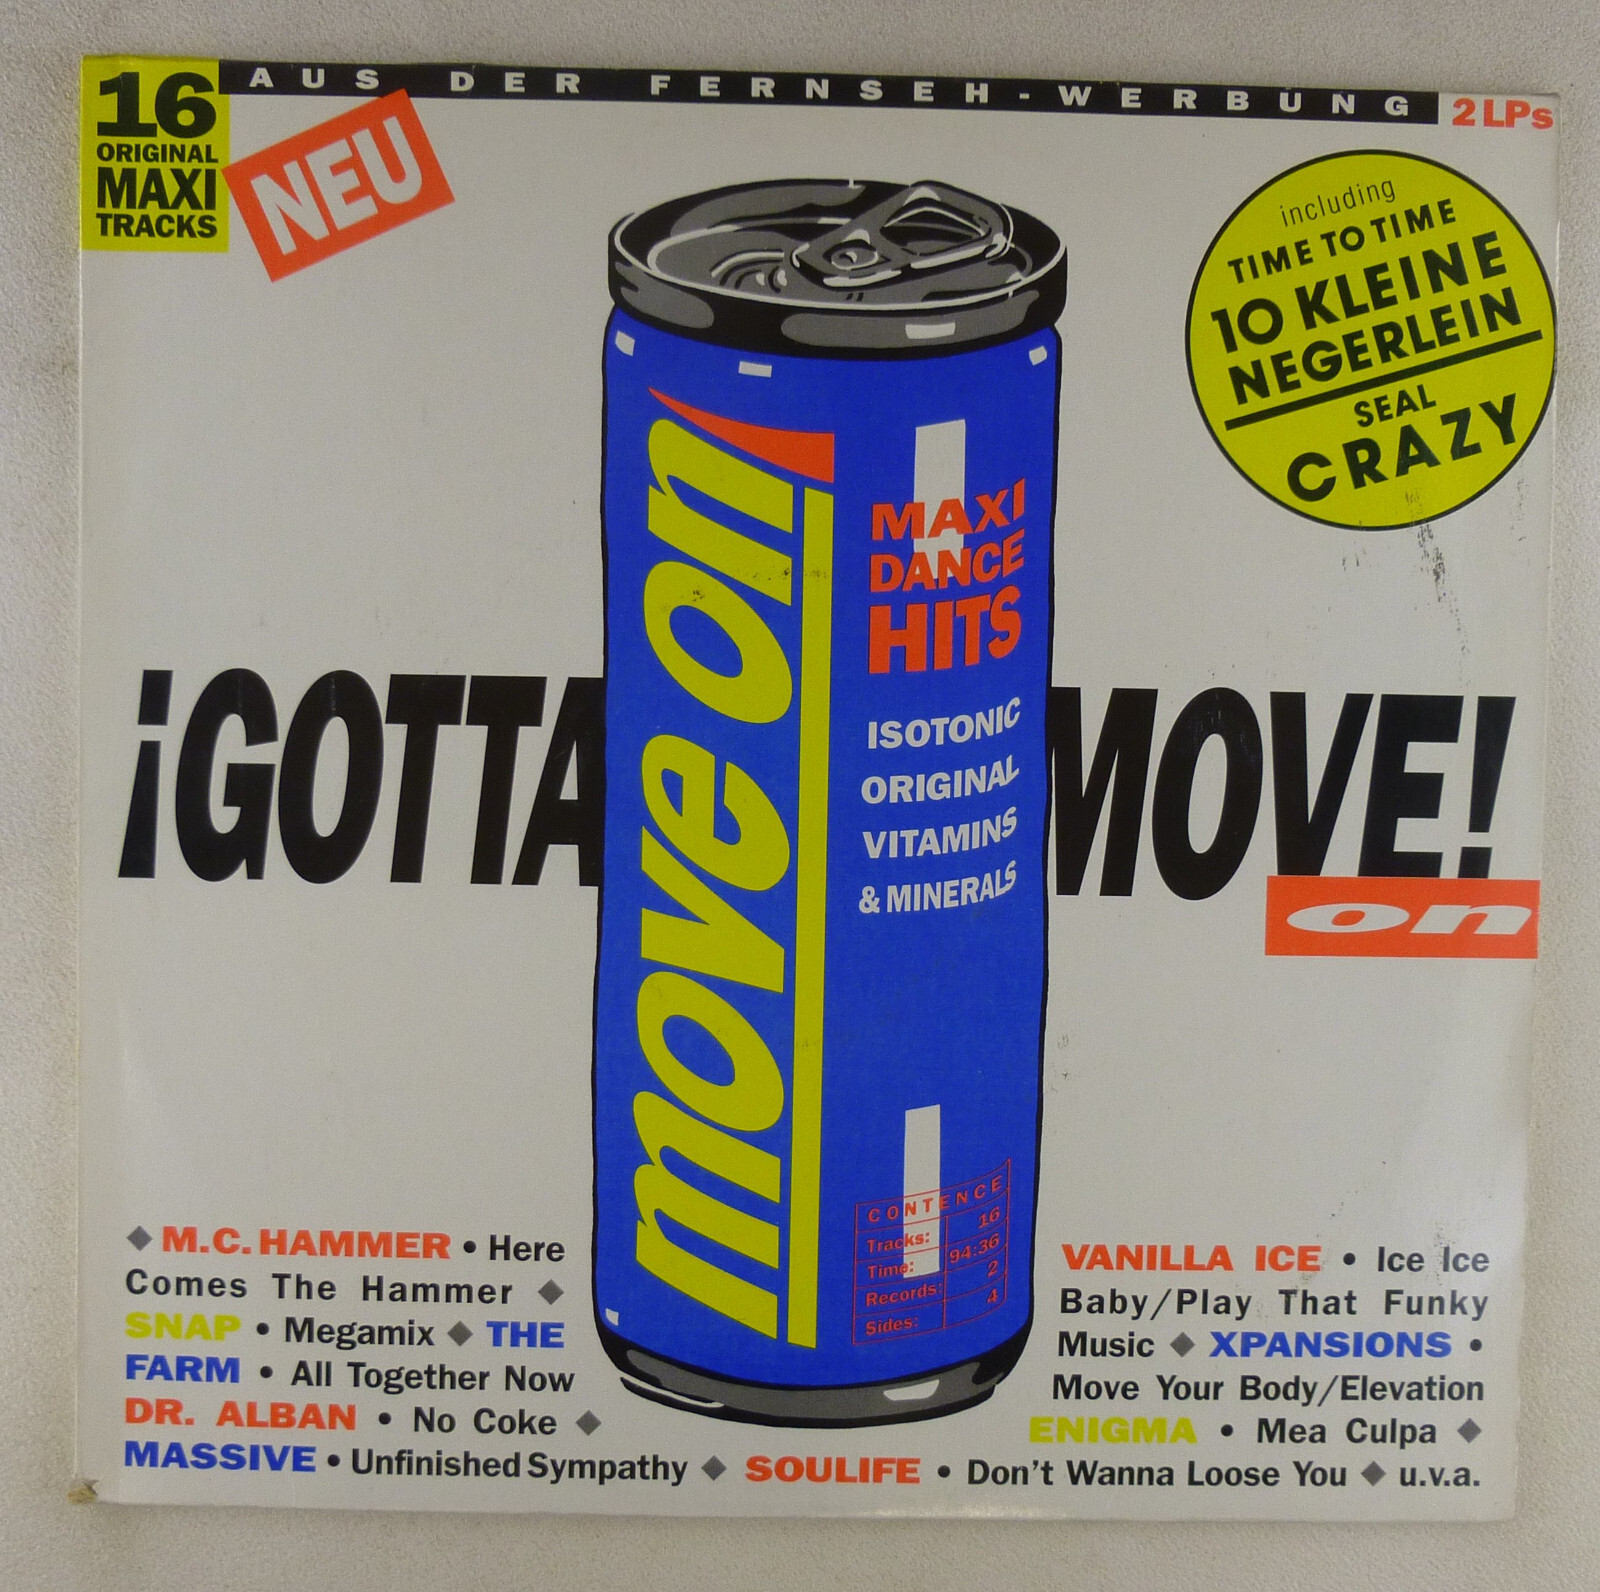 16
ORIGINAL
MAXI
TRACKS
AUS DER FERNSEH-WERBUNG
2 LPs
NEU
including
TIME TO TIME
10 KLEINE
NEGERLEIN
SEAL
CRAZY
move on
MAXI
DANCE
HITS
ISOTONIC
ORIGINAL
VITAMINS
& MINERALS
¡GOTTA MOVE!
on
CONTENCE
Tracks: 16
Time: 94:36
Records: 2
Sides: 4
◆ M.C. HAMMER • Here
Comes The Hammer ◆
SNAP • Megamix ◆ THE
FARM • All Together Now
DR. ALBAN • No Coke ◆
MASSIVE • Unfinished Sympathy ◆ SOULIFE • Don't Wanna Loose You ◆ u.v.a.
VANILLA ICE • Ice Ice
Baby/Play That Funky
Music ◆ XPANSIONS •
Move Your Body/Elevation
ENIGMA • Mea Culpa ◆